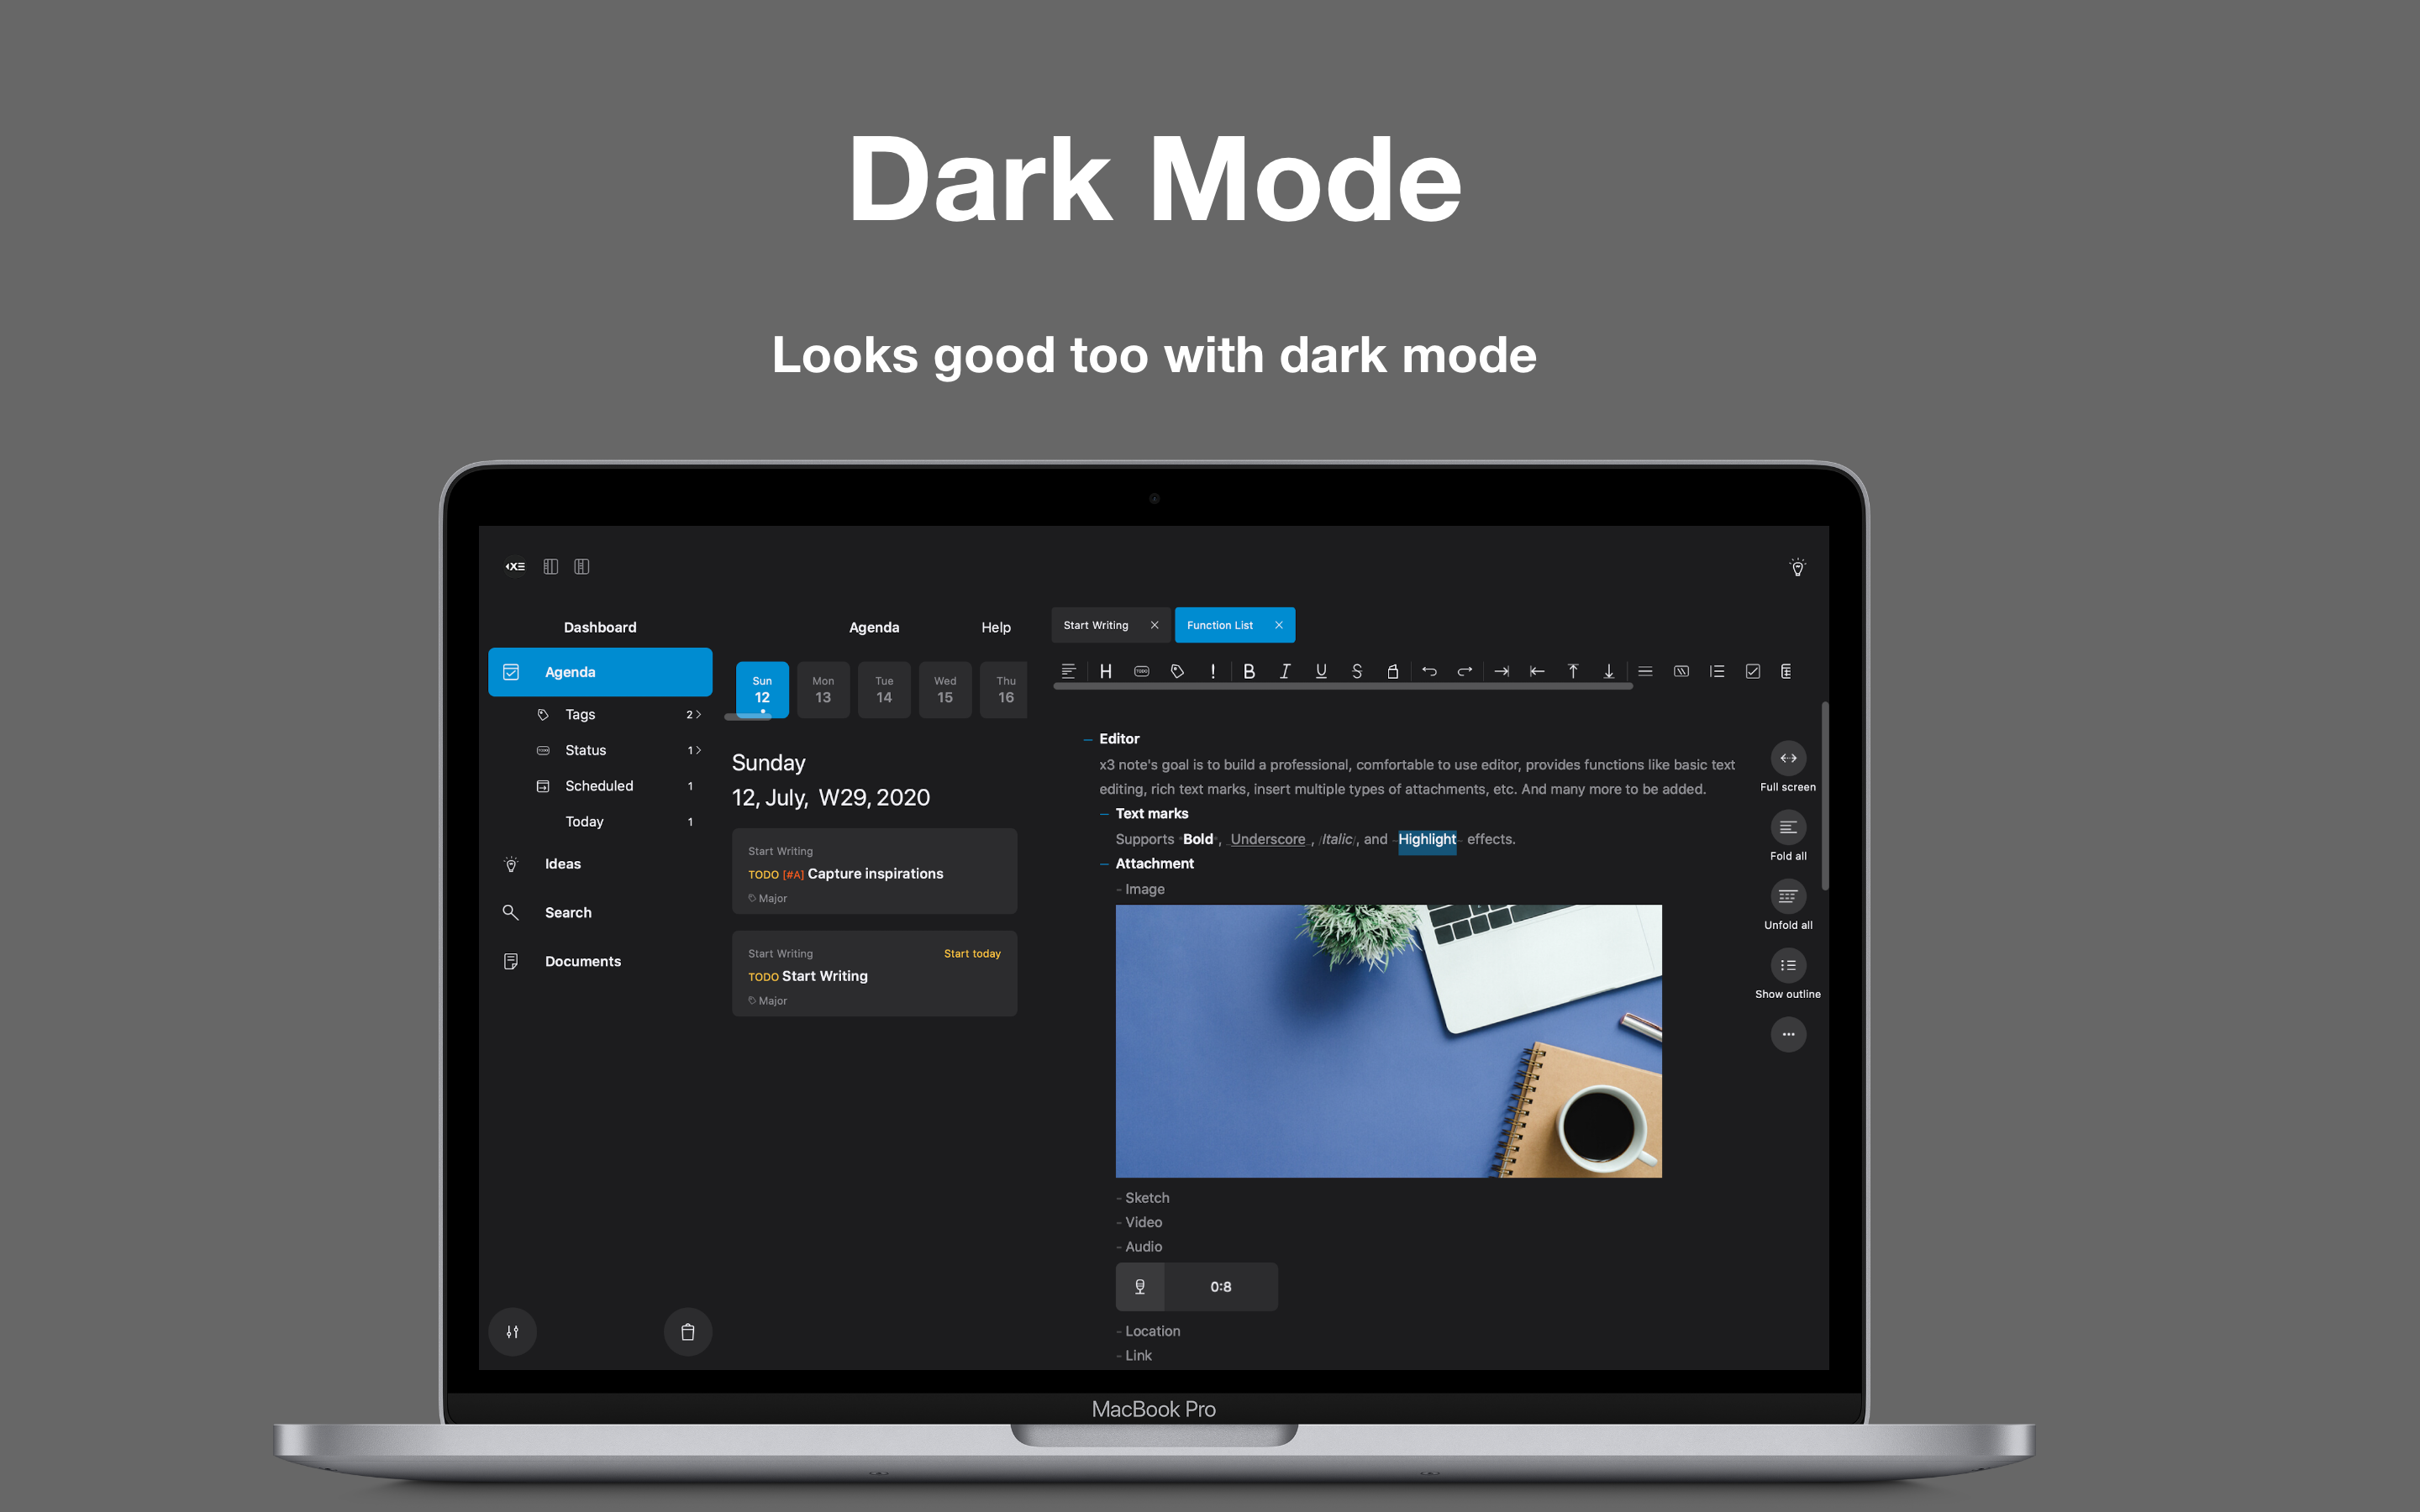 Dark Mode
Looks good too with dark mode
Dashboard
Agenda
Tags 2
Status 1
Scheduled 1
Today 1
Ideas
Search
Documents
Agenda Help
Sun Mon Tue Wed Thu
12 13 14 15 16
Sunday
12, July, W29, 2020
Start Writing
TODO [#A] Capture inspirations
Major
Start Writing Start today
TODO Start Writing
Major
Start Writing × Function List ×
H TODO ! B I U S
– Editor
x3 note's goal is to build a professional, comfortable to use editor, provides functions like basic text
editing, rich text marks, insert multiple types of attachments, etc. And many more to be added.
– Text marks
Supports *Bold*, _Underscore_, /Italic/, and ~Highlight~ effects.
– Attachment
- Image
- Sketch
- Video
- Audio
0:8
- Location
- Link
Full screen
Fold all
Unfold all
Show outline
MacBook Pro